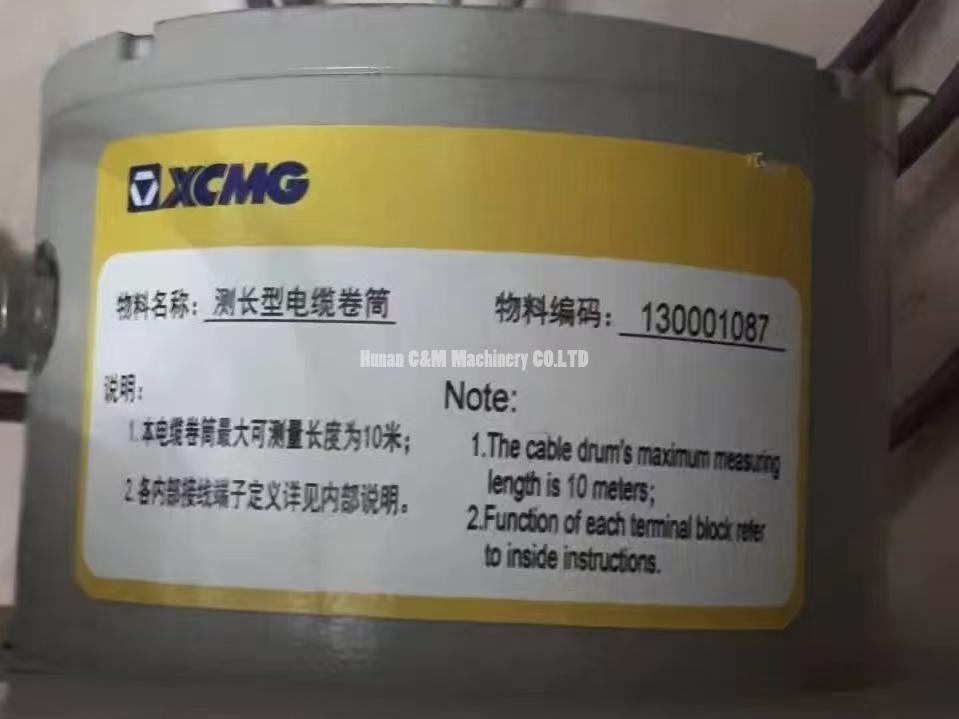 XCMG
物料名称：测长型电缆卷筒
物料编码：130001087
Hunan C&M Machinery CO.LTD
说明：
1.本电缆卷筒最大可测量长度为10米；
2.各内部接线端子定义详见内部说明。
Note:
1.The cable drum's maximum measuring
length is 10 meters;
2.Function of each terminal block refer
to inside instructions.